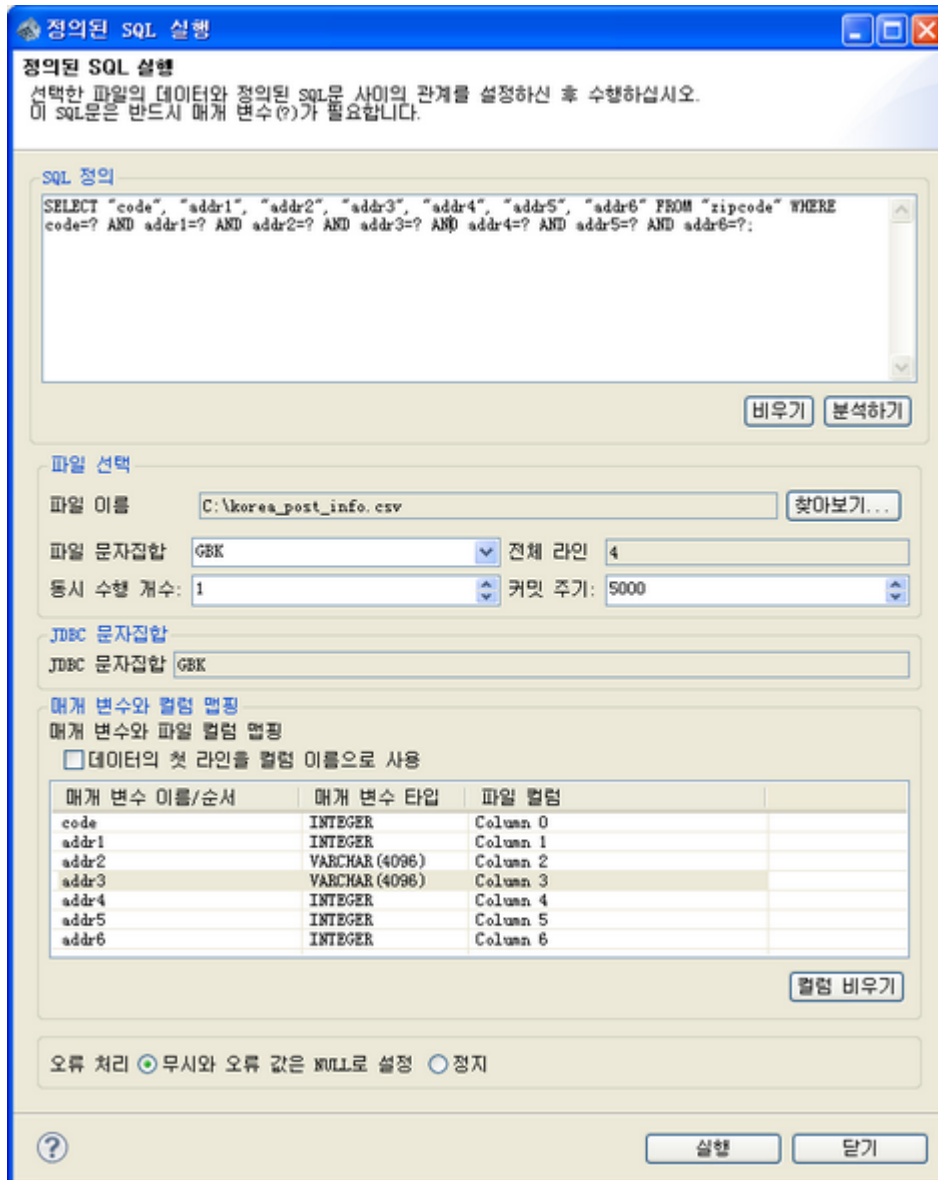 정의된 SQL 실행
정의된 SQL 실행
선택한 파일의 데이터와 정의된 SQL문 사이의 관계를 설정하신 후 수행하십시오.
이 SQL문은 반드시 매개 변수(?)가 필요합니다.
SQL 정의
SELECT "code", "addr1", "addr2", "addr3", "addr4", "addr5", "addr6" FROM "zipcode" WHERE
code=? AND addr1=? AND addr2=? AND addr3=? AND addr4=? AND addr5=? AND addr6=?;
비우기 분석하기
파일 선택
파일 이름 C:\korea_post_info.csv 찾아보기...
파일 문자집합 GBK 전체 라인 4
동시 수행 개수: 1 커밋 주기: 5000
JDBC 문자집합
JDBC 문자집합 GBK
매개 변수와 컬럼 맵핑
매개 변수와 파일 컬럼 맵핑
데이터의 첫 라인을 컬럼 이름으로 사용
매개 변수 이름/순서 매개 변수 타입 파일 컬럼
code INTEGER Column 0
addr1 INTEGER Column 1
addr2 VARCHAR(4096) Column 2
addr3 VARCHAR(4096) Column 3
addr4 INTEGER Column 4
addr5 INTEGER Column 5
addr6 INTEGER Column 6
컬럼 비우기
오류 처리 무시와 오류 값은 NULL로 설정 정지
? 실행 닫기